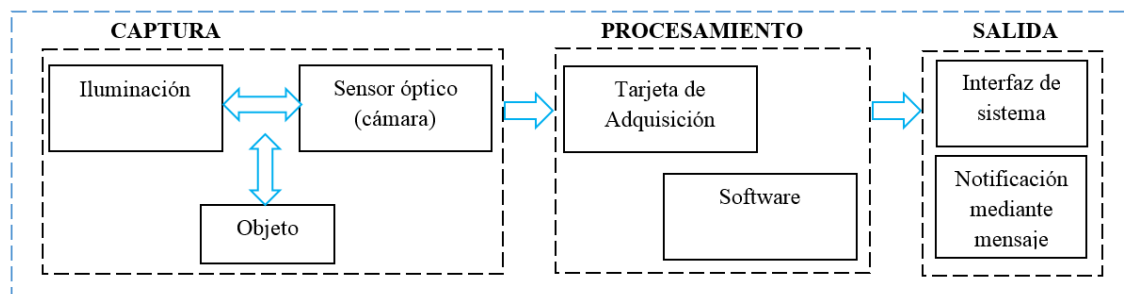 CAPTURA
Iluminación
Sensor óptico
(cámara)
Objeto
PROCESAMIENTO
Tarjeta de
Adquisición
Software
SALIDA
Interfaz de
sistema
Notificación
mediante
mensaje